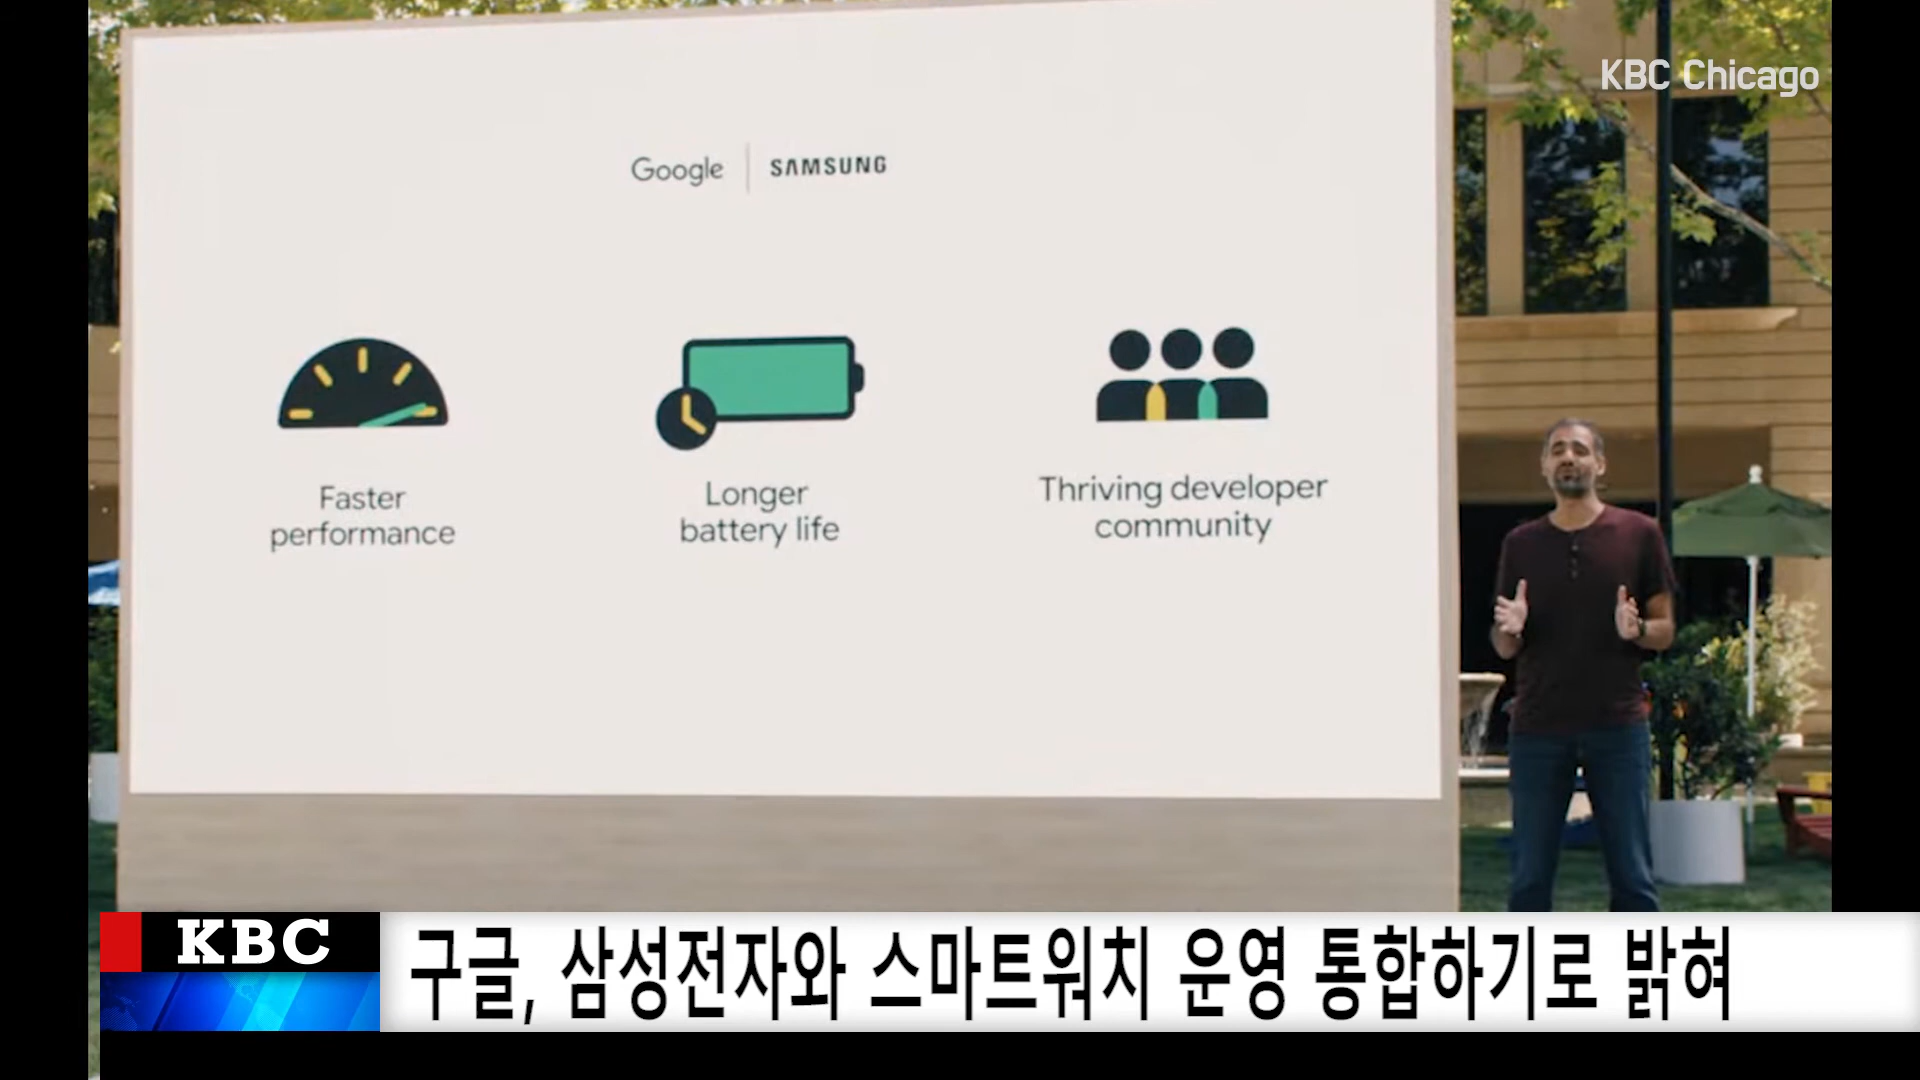 KBC Chicago
Google | SAMSUNG
Faster
performance
Longer
battery life
Thriving developer
community
KBC
구글, 삼성전자와 스마트워치 운영 통합하기로 밝혀